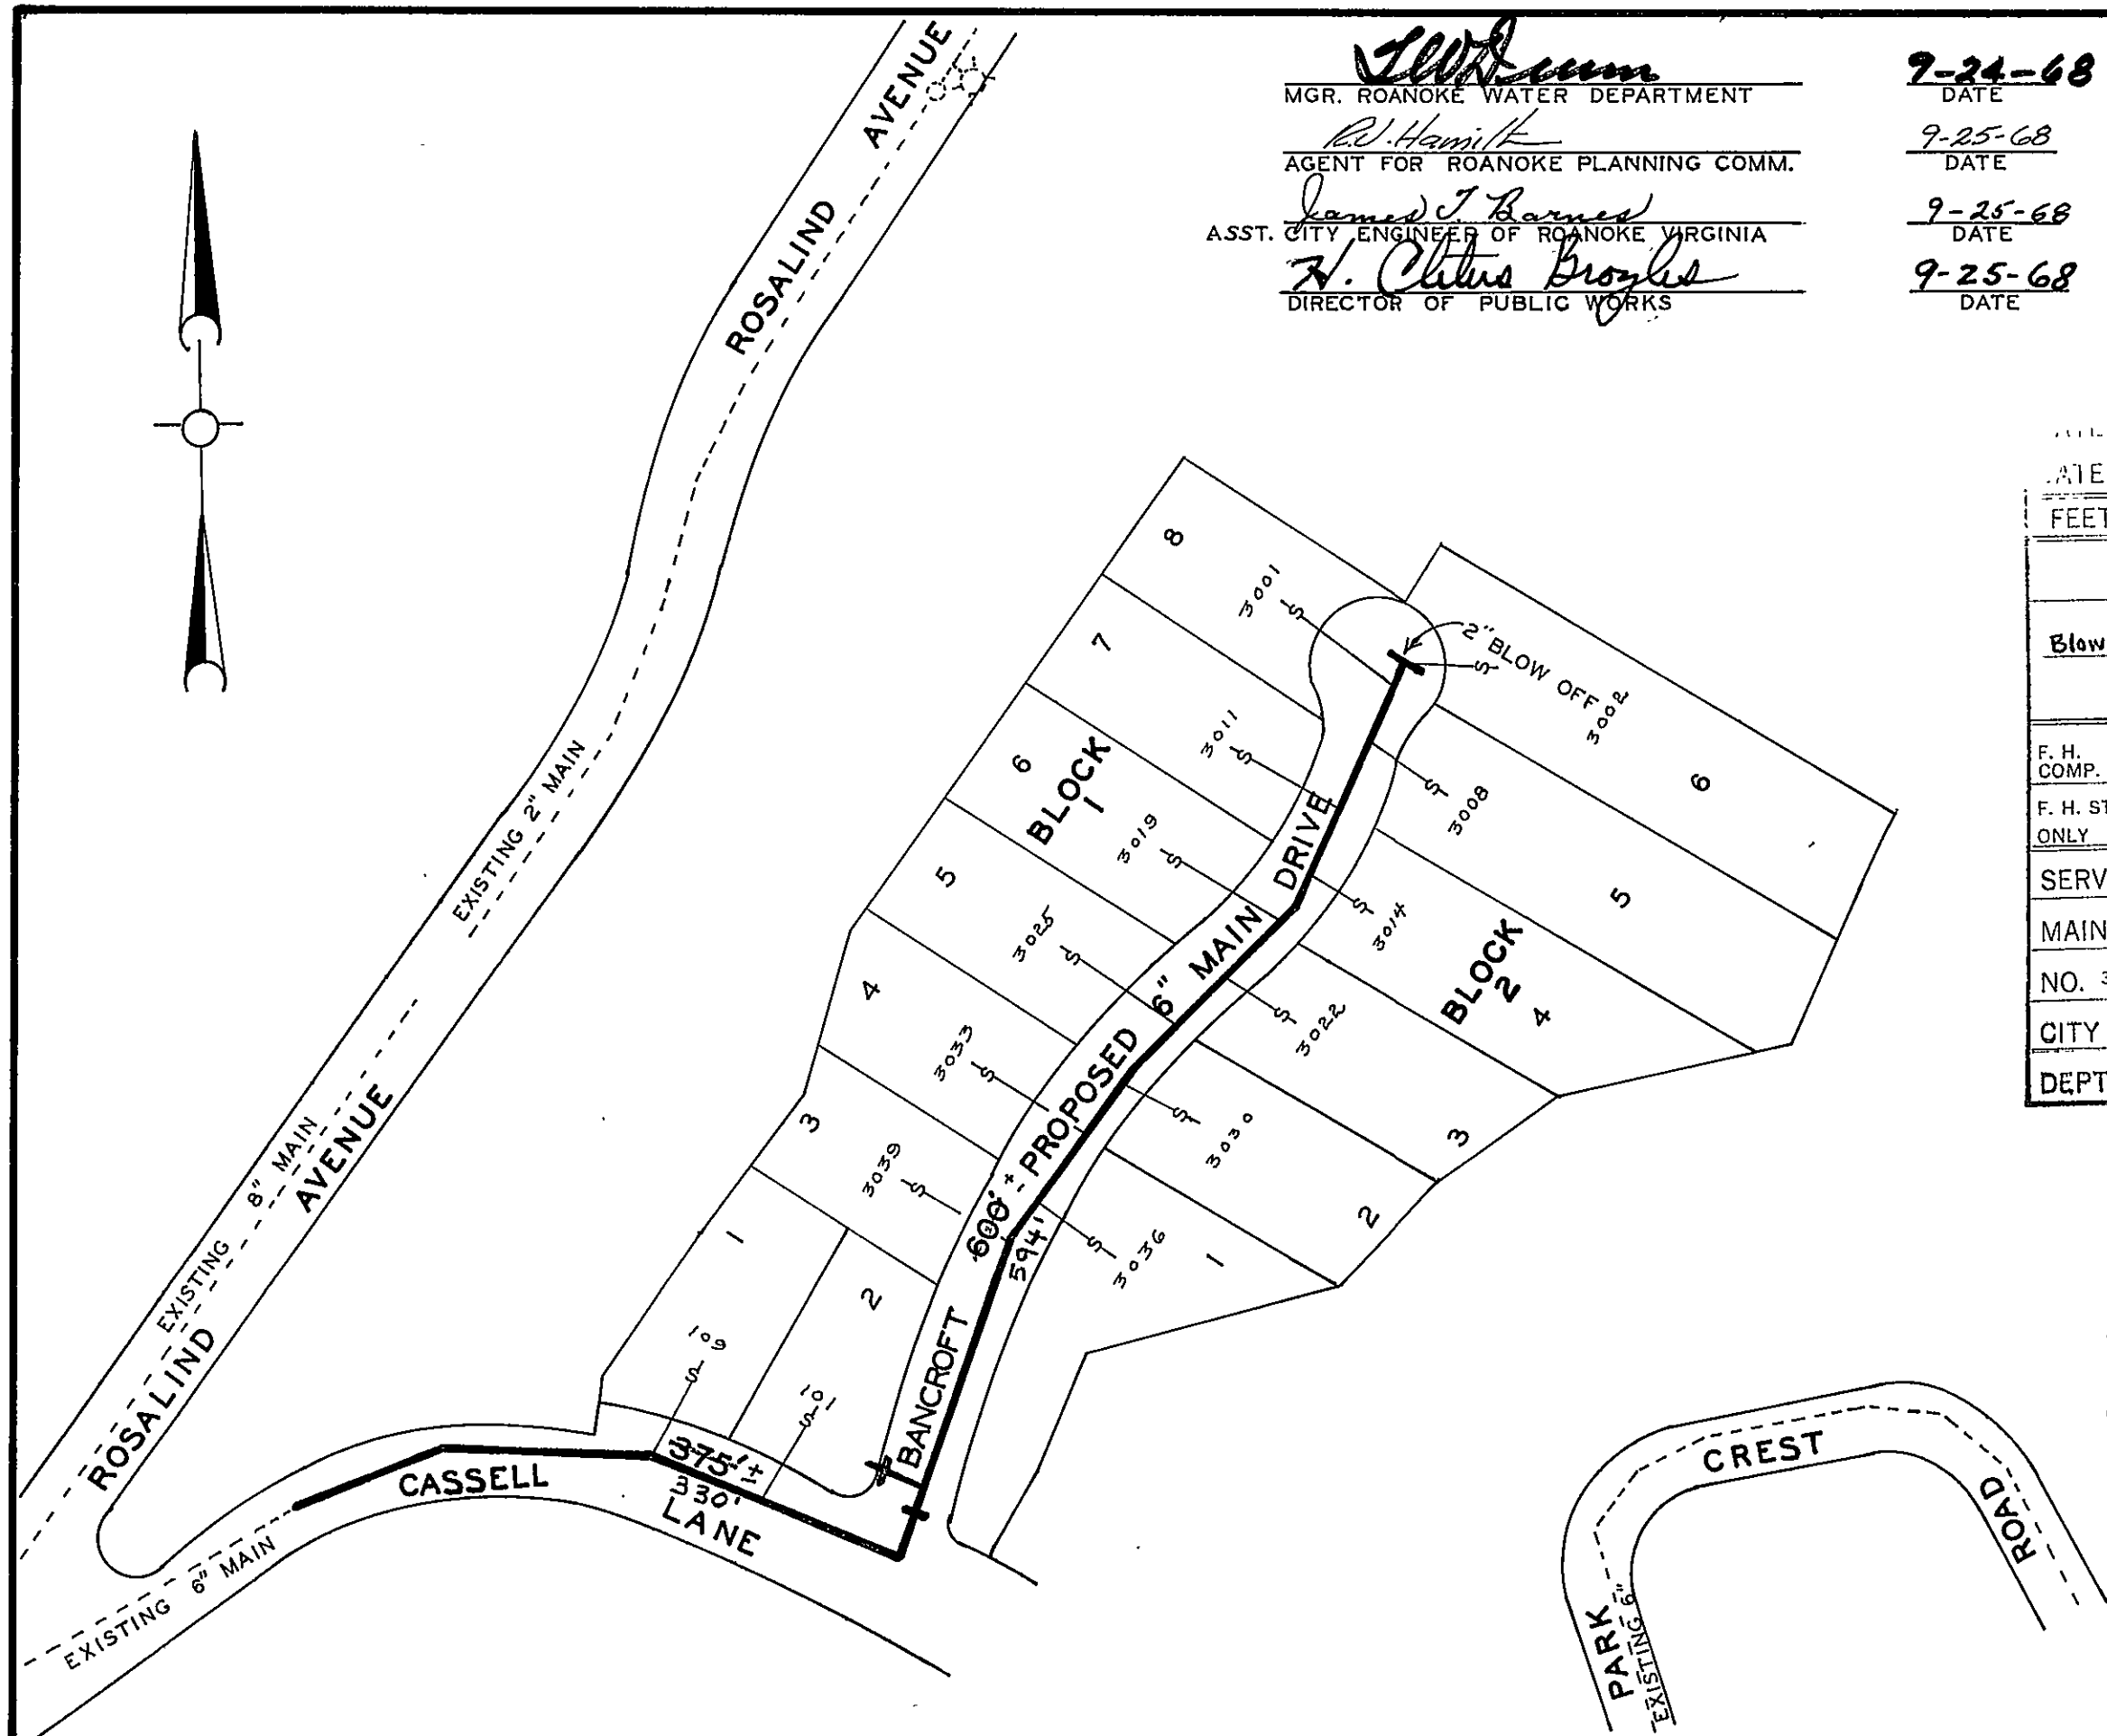 MGR. ROANOKE WATER DEPARTMENT
9-24-68
DATE
R.W. Hamilt
AGENT FOR ROANOKE PLANNING COMM.
9-25-68
DATE
James T. Barnes
ASST. CITY ENGINEER OF ROANOKE VIRGINIA
9-25-68
DATE
H. Cletus Broyles
DIRECTOR OF PUBLIC WORKS
9-25-68
DATE
ROSALIND AVENUE
EXISTING 2" MAIN
EXISTING 8" MAIN
ROSALIND AVENUE
EXISTING 6" MAIN
CASSELL LANE
375'±
330'
BANCROFT DRIVE
600'± PROPOSED 6" MAIN
594'
2" BLOW OFF
BLOCK
1
8
3001
S
7
3011
S
6
3019
S
5
3025
S
4
3033
S
3
3039
S
2
101
S
1
109
S
BLOCK
2
6
3002
S
5
3008
S
4
3014
S
3
3022
S
2
3030
S
1
3036
S
PARK CREST ROAD
EXISTING 6"
ATE
FEET
Blow
F. H.
COMP.
F. H. ST
ONLY
SERV
MAIN
NO. 3
CITY
DEPT